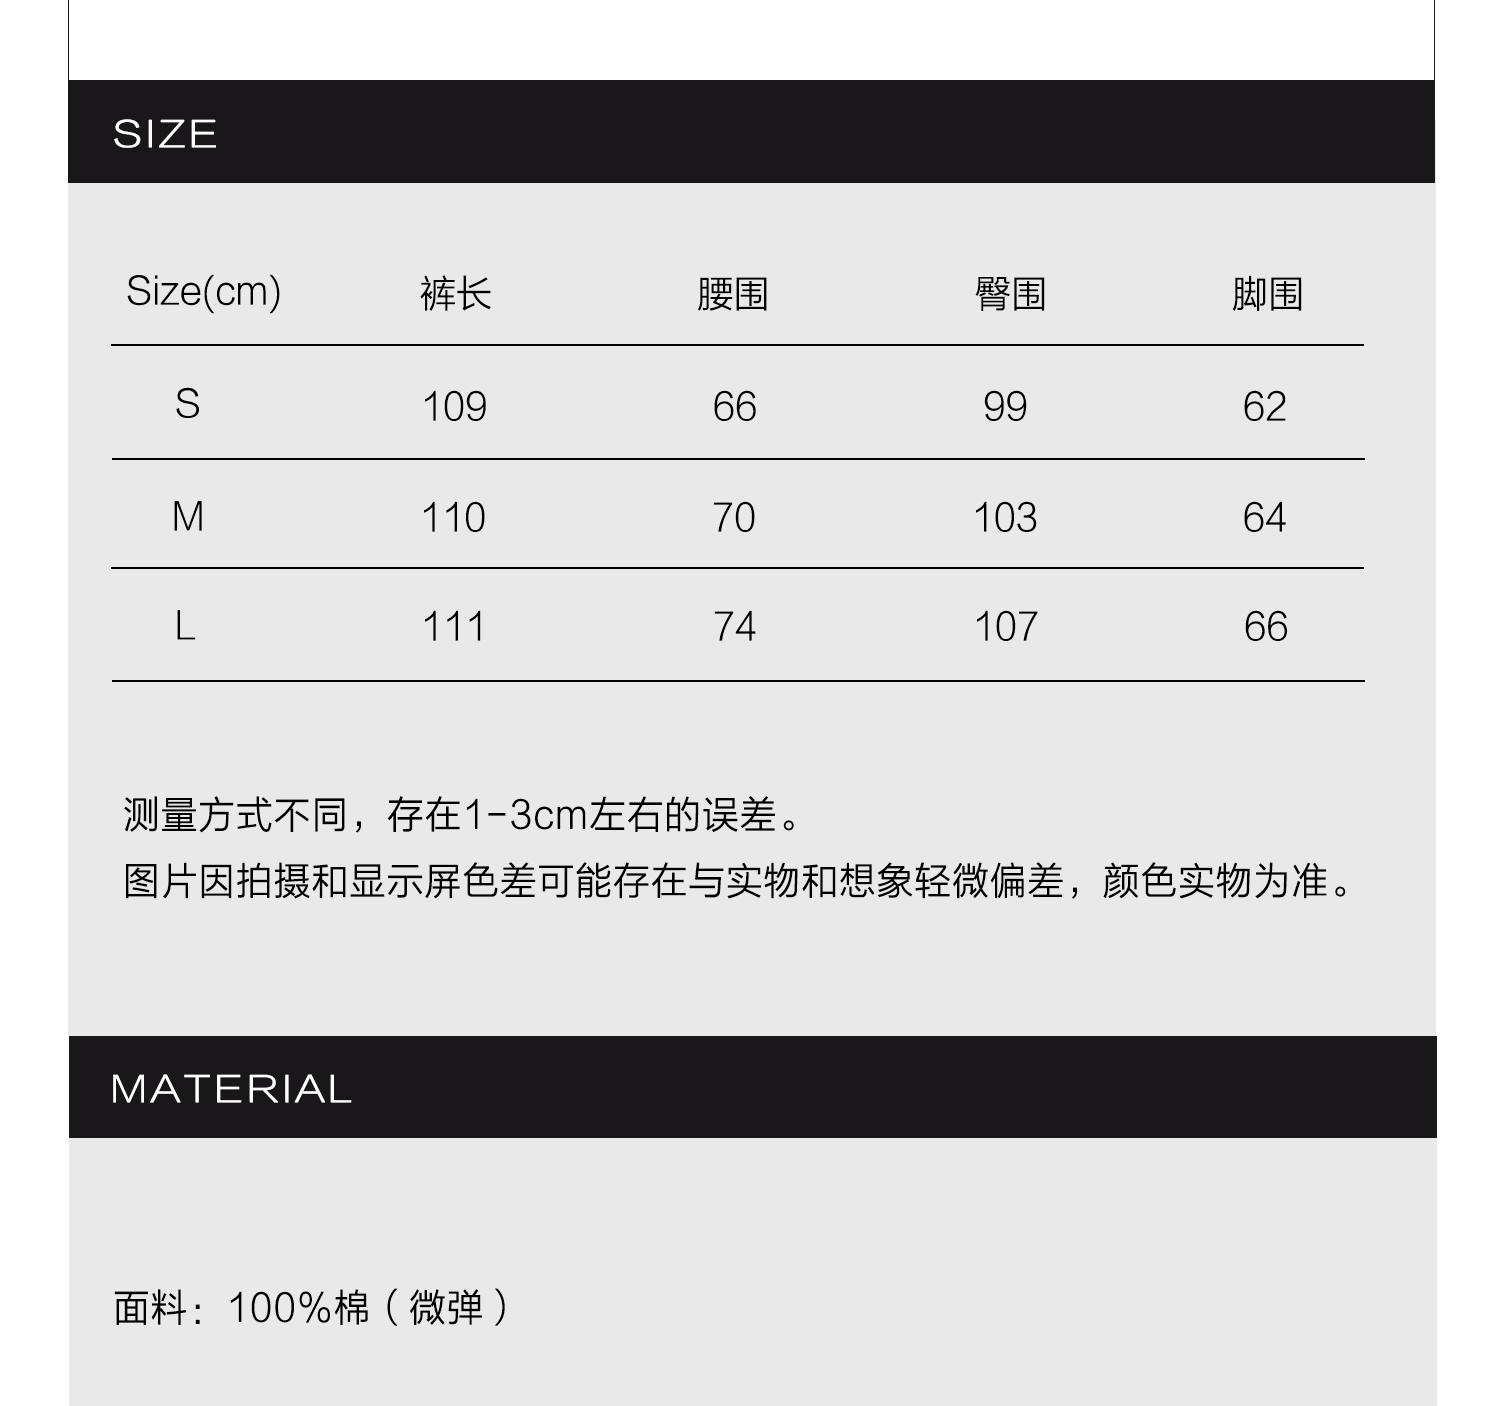 SIZE
Size(cm) 裤长 腰围 臀围 脚围
S 109 66 99 62
M 110 70 103 64
L 111 74 107 66
测量方式不同，存在1-3cm左右的误差。
图片因拍摄和显示屏色差可能存在与实物和想象轻微偏差，颜色实物为准。
MATERIAL
面料：100%棉（微弹）